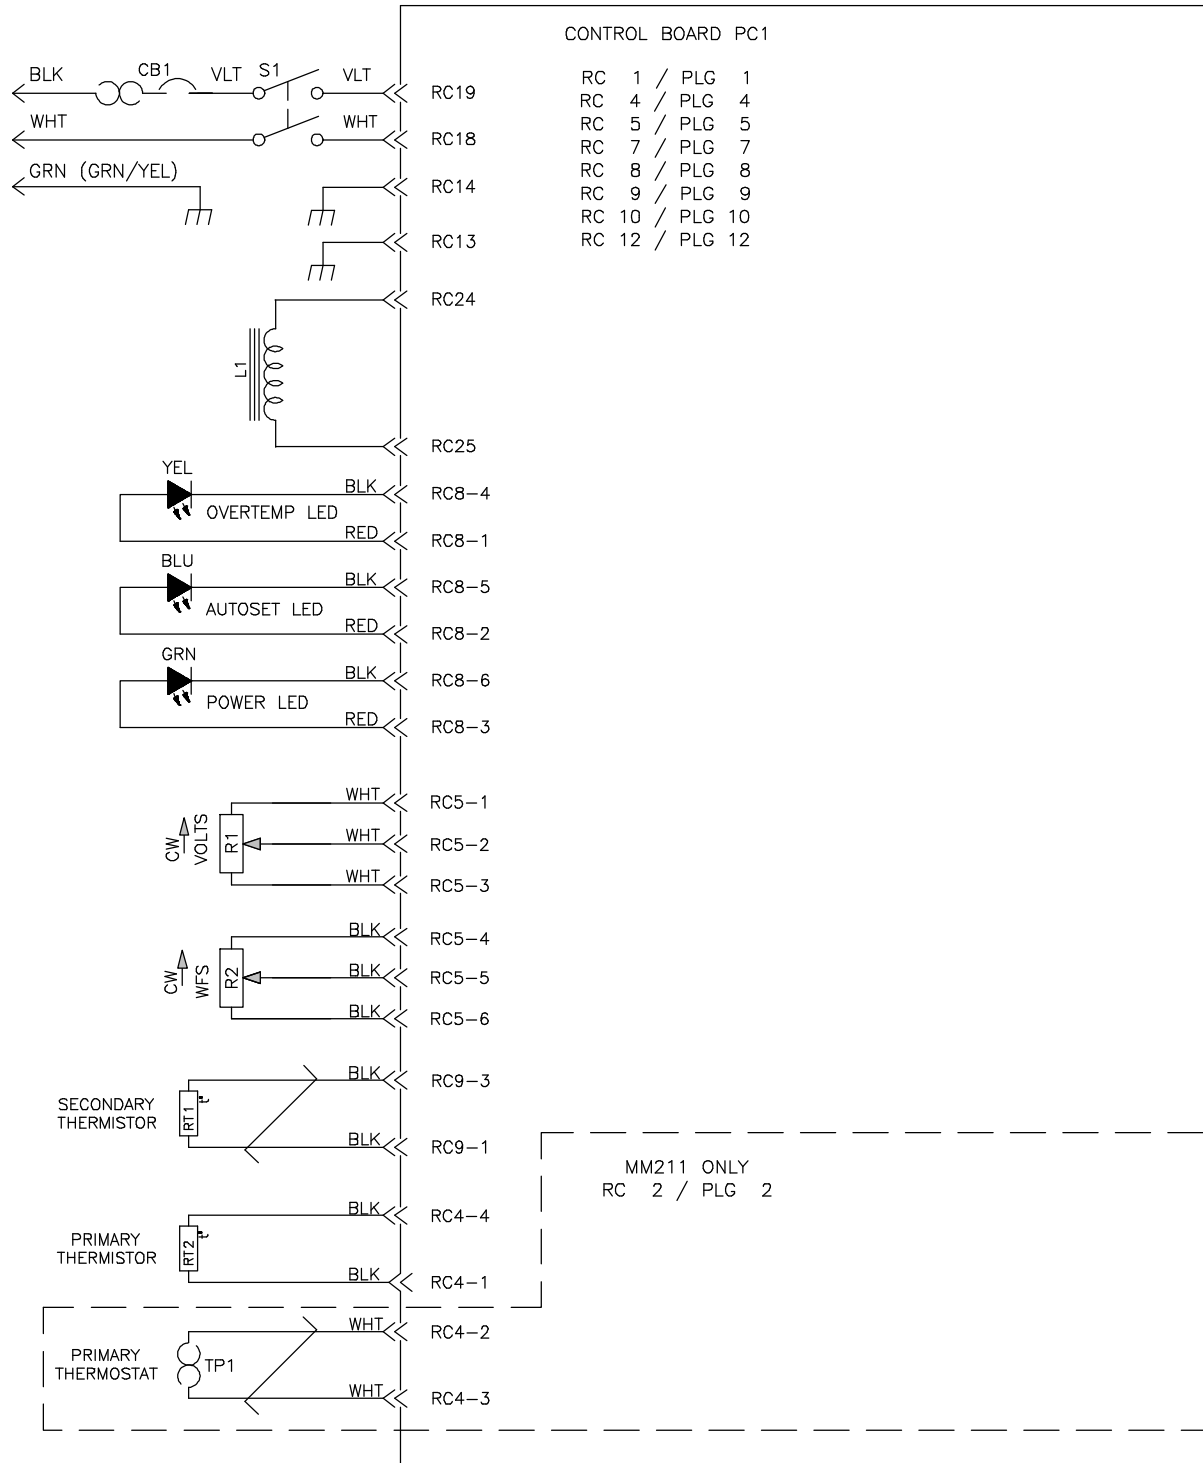 CONTROL BOARD PC1
RC 1 / PLG 1
RC 4 / PLG 4
RC 5 / PLG 5
RC 7 / PLG 7
RC 8 / PLG 8
RC 9 / PLG 9
RC 10 / PLG 10
RC 12 / PLG 12
BLK CB1 VLT S1 VLT RC19
WHT WHT RC18
GRN (GRN/YEL) RC14
RC13
RC24
L1
RC25
YEL BLK RC8-4
OVERTEMP LED
RED RC8-1
BLU BLK RC8-5
AUTOSET LED
RED RC8-2
GRN BLK RC8-6
POWER LED
RED RC8-3
WHT RC5-1
CW VOLTS R1 WHT RC5-2
WHT RC5-3
BLK RC5-4
CW WFS R2 BLK RC5-5
BLK RC5-6
BLK RC9-3
SECONDARY
THERMISTOR
RT1 t
BLK RC9-1
MM211 ONLY
RC 2 / PLG 2
BLK RC4-4
PRIMARY
THERMISTOR
RT2 t
BLK RC4-1
WHT RC4-2
PRIMARY
THERMOSTAT
TP1
WHT RC4-3